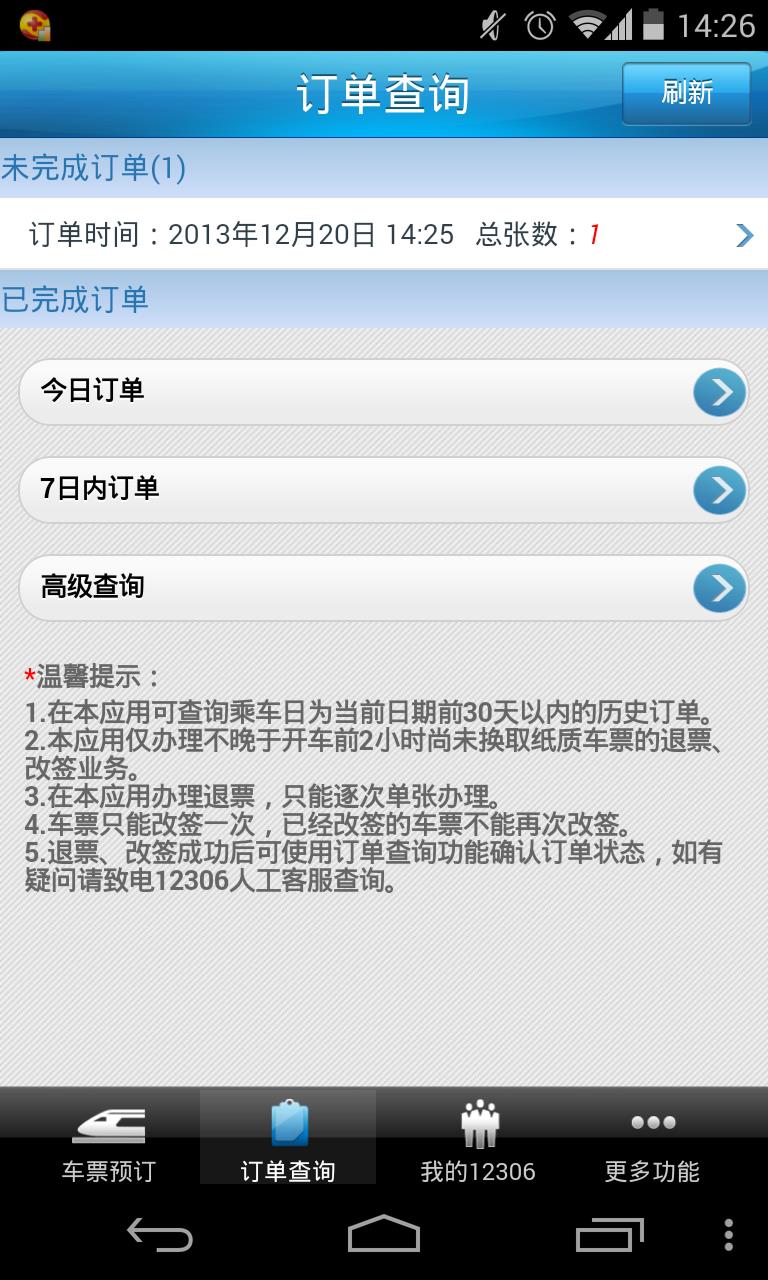 14:26
订单查询
刷新
未完成订单(1)
订单时间：2013年12月20日 14:25 总张数：1
已完成订单
今日订单
7日内订单
高级查询
*温馨提示：
1.在本应用可查询乘车日为当前日期前30天以内的历史订单。
2.本应用仅办理不晚于开车前2小时尚未换取纸质车票的退票、
改签业务。
3.在本应用办理退票，只能逐次单张办理。
4.车票只能改签一次，已经改签的车票不能再次改签。
5.退票、改签成功后可使用订单查询功能确认订单状态，如有
疑问请致电12306人工客服查询。
车票预订
订单查询
我的12306
更多功能